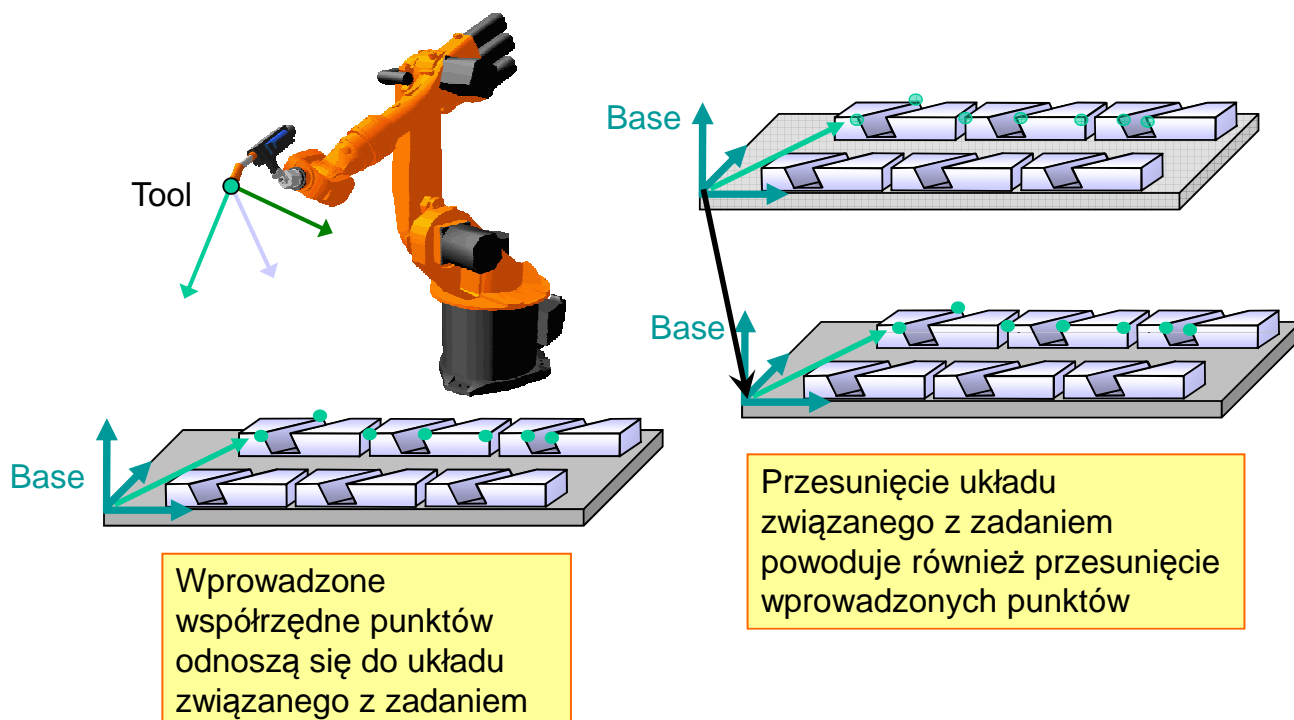 Tool
Base
Wprowadzone
współrzędne punktów
odnoszą się do układu
związanego z zadaniem
Base
Base
Przesunięcie układu
związanego z zadaniem
powoduje również przesunięcie
wprowadzonych punktów